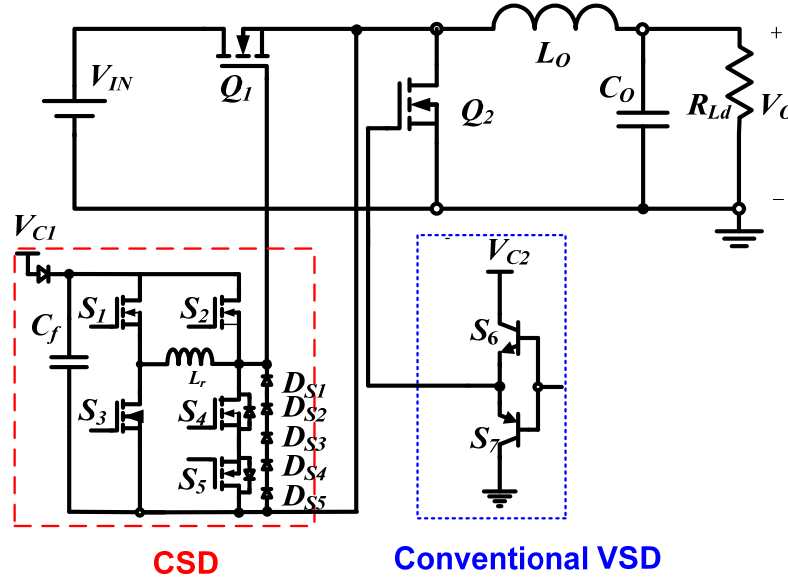 V_IN
Q_1
Q_2
L_O
C_O
R_Ld
+
V_O
−
V_C1
C_f
S_1
S_2
L_r
S_3
S_4
S_5
D_S1
D_S2
D_S3
D_S4
D_S5
V_C2
S_6
S_7
CSD
Conventional VSD